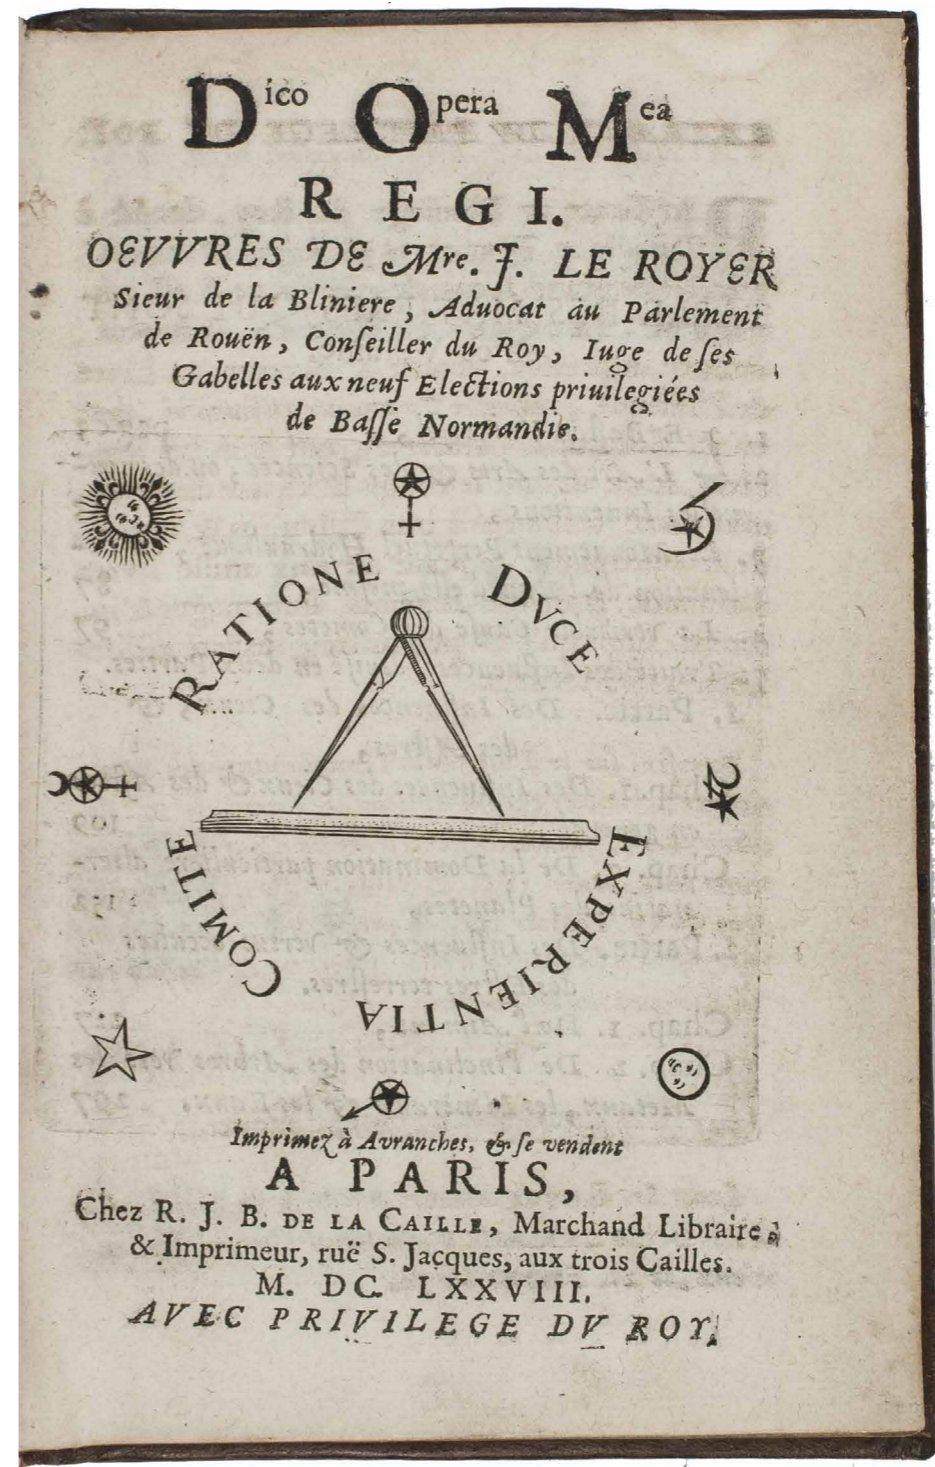 Dico Opera Mea
REGI.
OEVVRES DE Mre. J. LE ROYER
Sieur de la Bliniere, Aduocat au Parlement
de Rouën, Conſeiller du Roy, Iuge de ſes
Gabelles aux neuf Elections priuilegiées
de Baſſe Normandie.
RATIONE DVCE
EXPERIENTIA COMITE
Imprimez à Avranches, & ſe vendent
A PARIS,
Chez R. J. B. DE LA CAILLE, Marchand Libraire
& Imprimeur, ruë S. Jacques, aux trois Cailles.
M. DC. LXXVIII.
AVEC PRIVILEGE DV ROY.